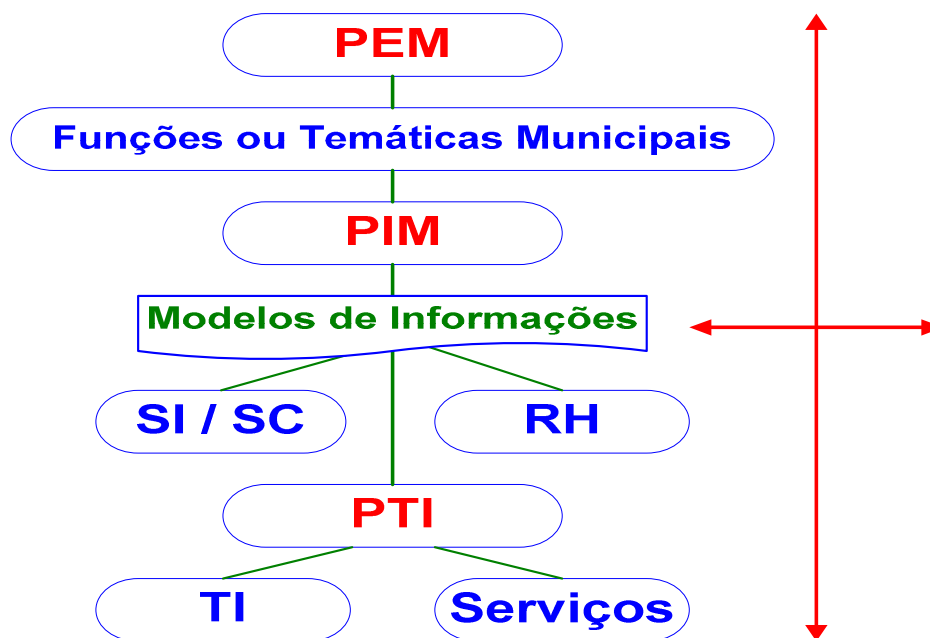 PEM
Funções ou Temáticas Municipais
PIM
Modelos de Informações
SI / SC
RH
PTI
TI
Serviços